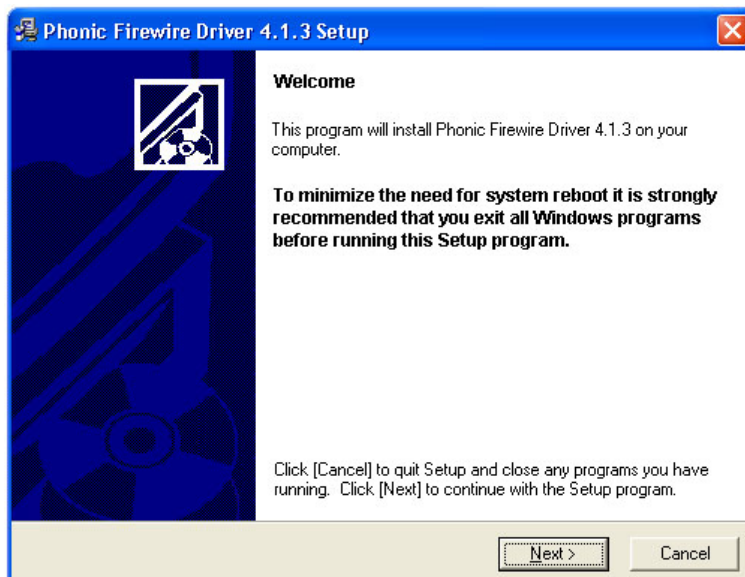 Phonic Firewire Driver 4.1.3 Setup
Welcome
This program will install Phonic Firewire Driver 4.1.3 on your
computer.
To minimize the need for system reboot it is strongly
recommended that you exit all Windows programs
before running this Setup program.
Click [Cancel] to quit Setup and close any programs you have
running.  Click [Next] to continue with the Setup program.
Next >
Cancel